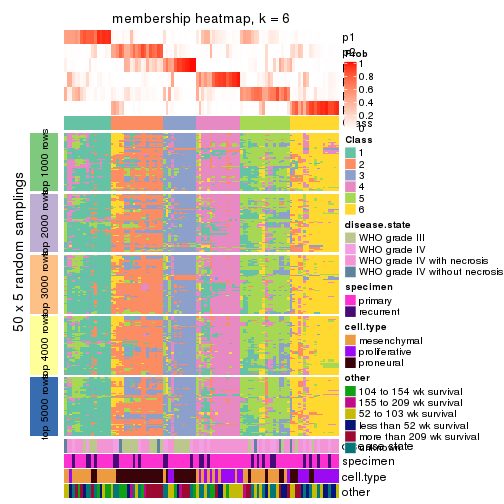 membership heatmap, k = 6
p1
Prob
1
0.8
0.6
0.4
0.2
0
Class
1
2
3
4
5
6
disease.state
WHO grade III
WHO grade IV
WHO grade IV with necrosis
WHO grade IV without necrosis
specimen
primary
recurrent
cell.type
mesenchymal
proliferative
proneural
other
104 to 154 wk survival
155 to 209 wk survival
52 to 103 wk survival
less than 52 wk survival
more than 209 wk survival
disease.state
specimen
cell.type
other
50 x 5 random samplings
top 1000 rows
top 2000 rows
top 3000 rows
top 4000 rows
top 5000 rows